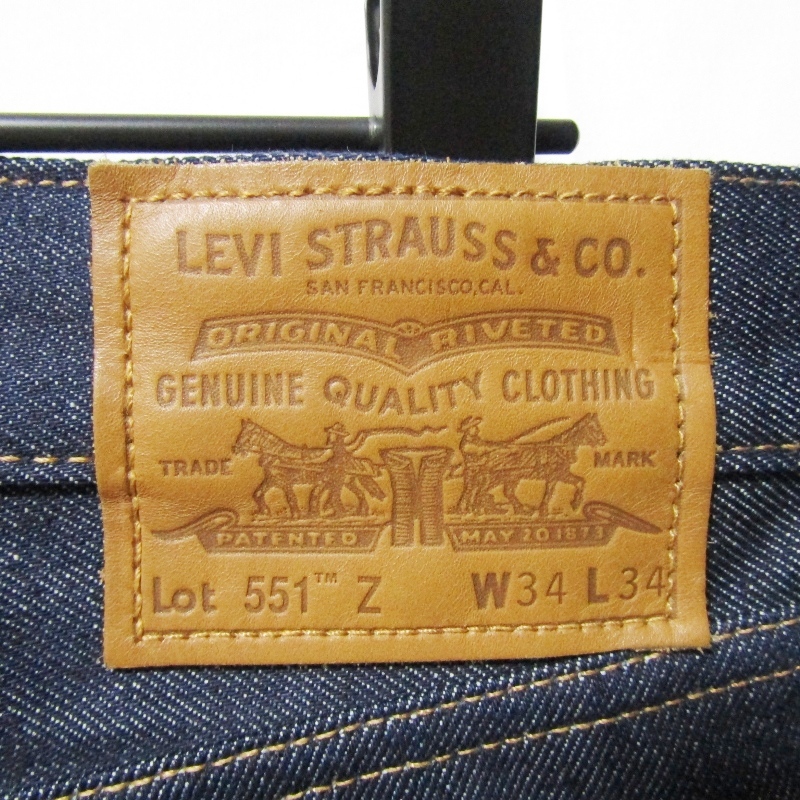 LEVI STRAUSS & CO.
SAN FRANCISCO, CAL.
ORIGINAL RIVETED
GENUINE QUALITY CLOTHING
TRADE MARK
PATENTED MAY 20 1873
Lot 551™ Z W34 L34